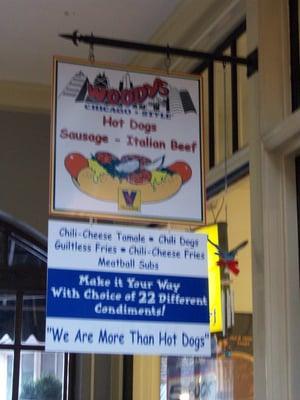 WOODY'S
CHICAGO - STYLE
Hot Dogs
Sausage - Italian Beef
V
Chili-Cheese Tamale • Chili Dogs
Guiltless Fries • Chili-Cheese Fries
Meatball Subs
Make it Your Way
With Choice of 22 Different
Condiments!
"We Are More Than Hot Dogs"